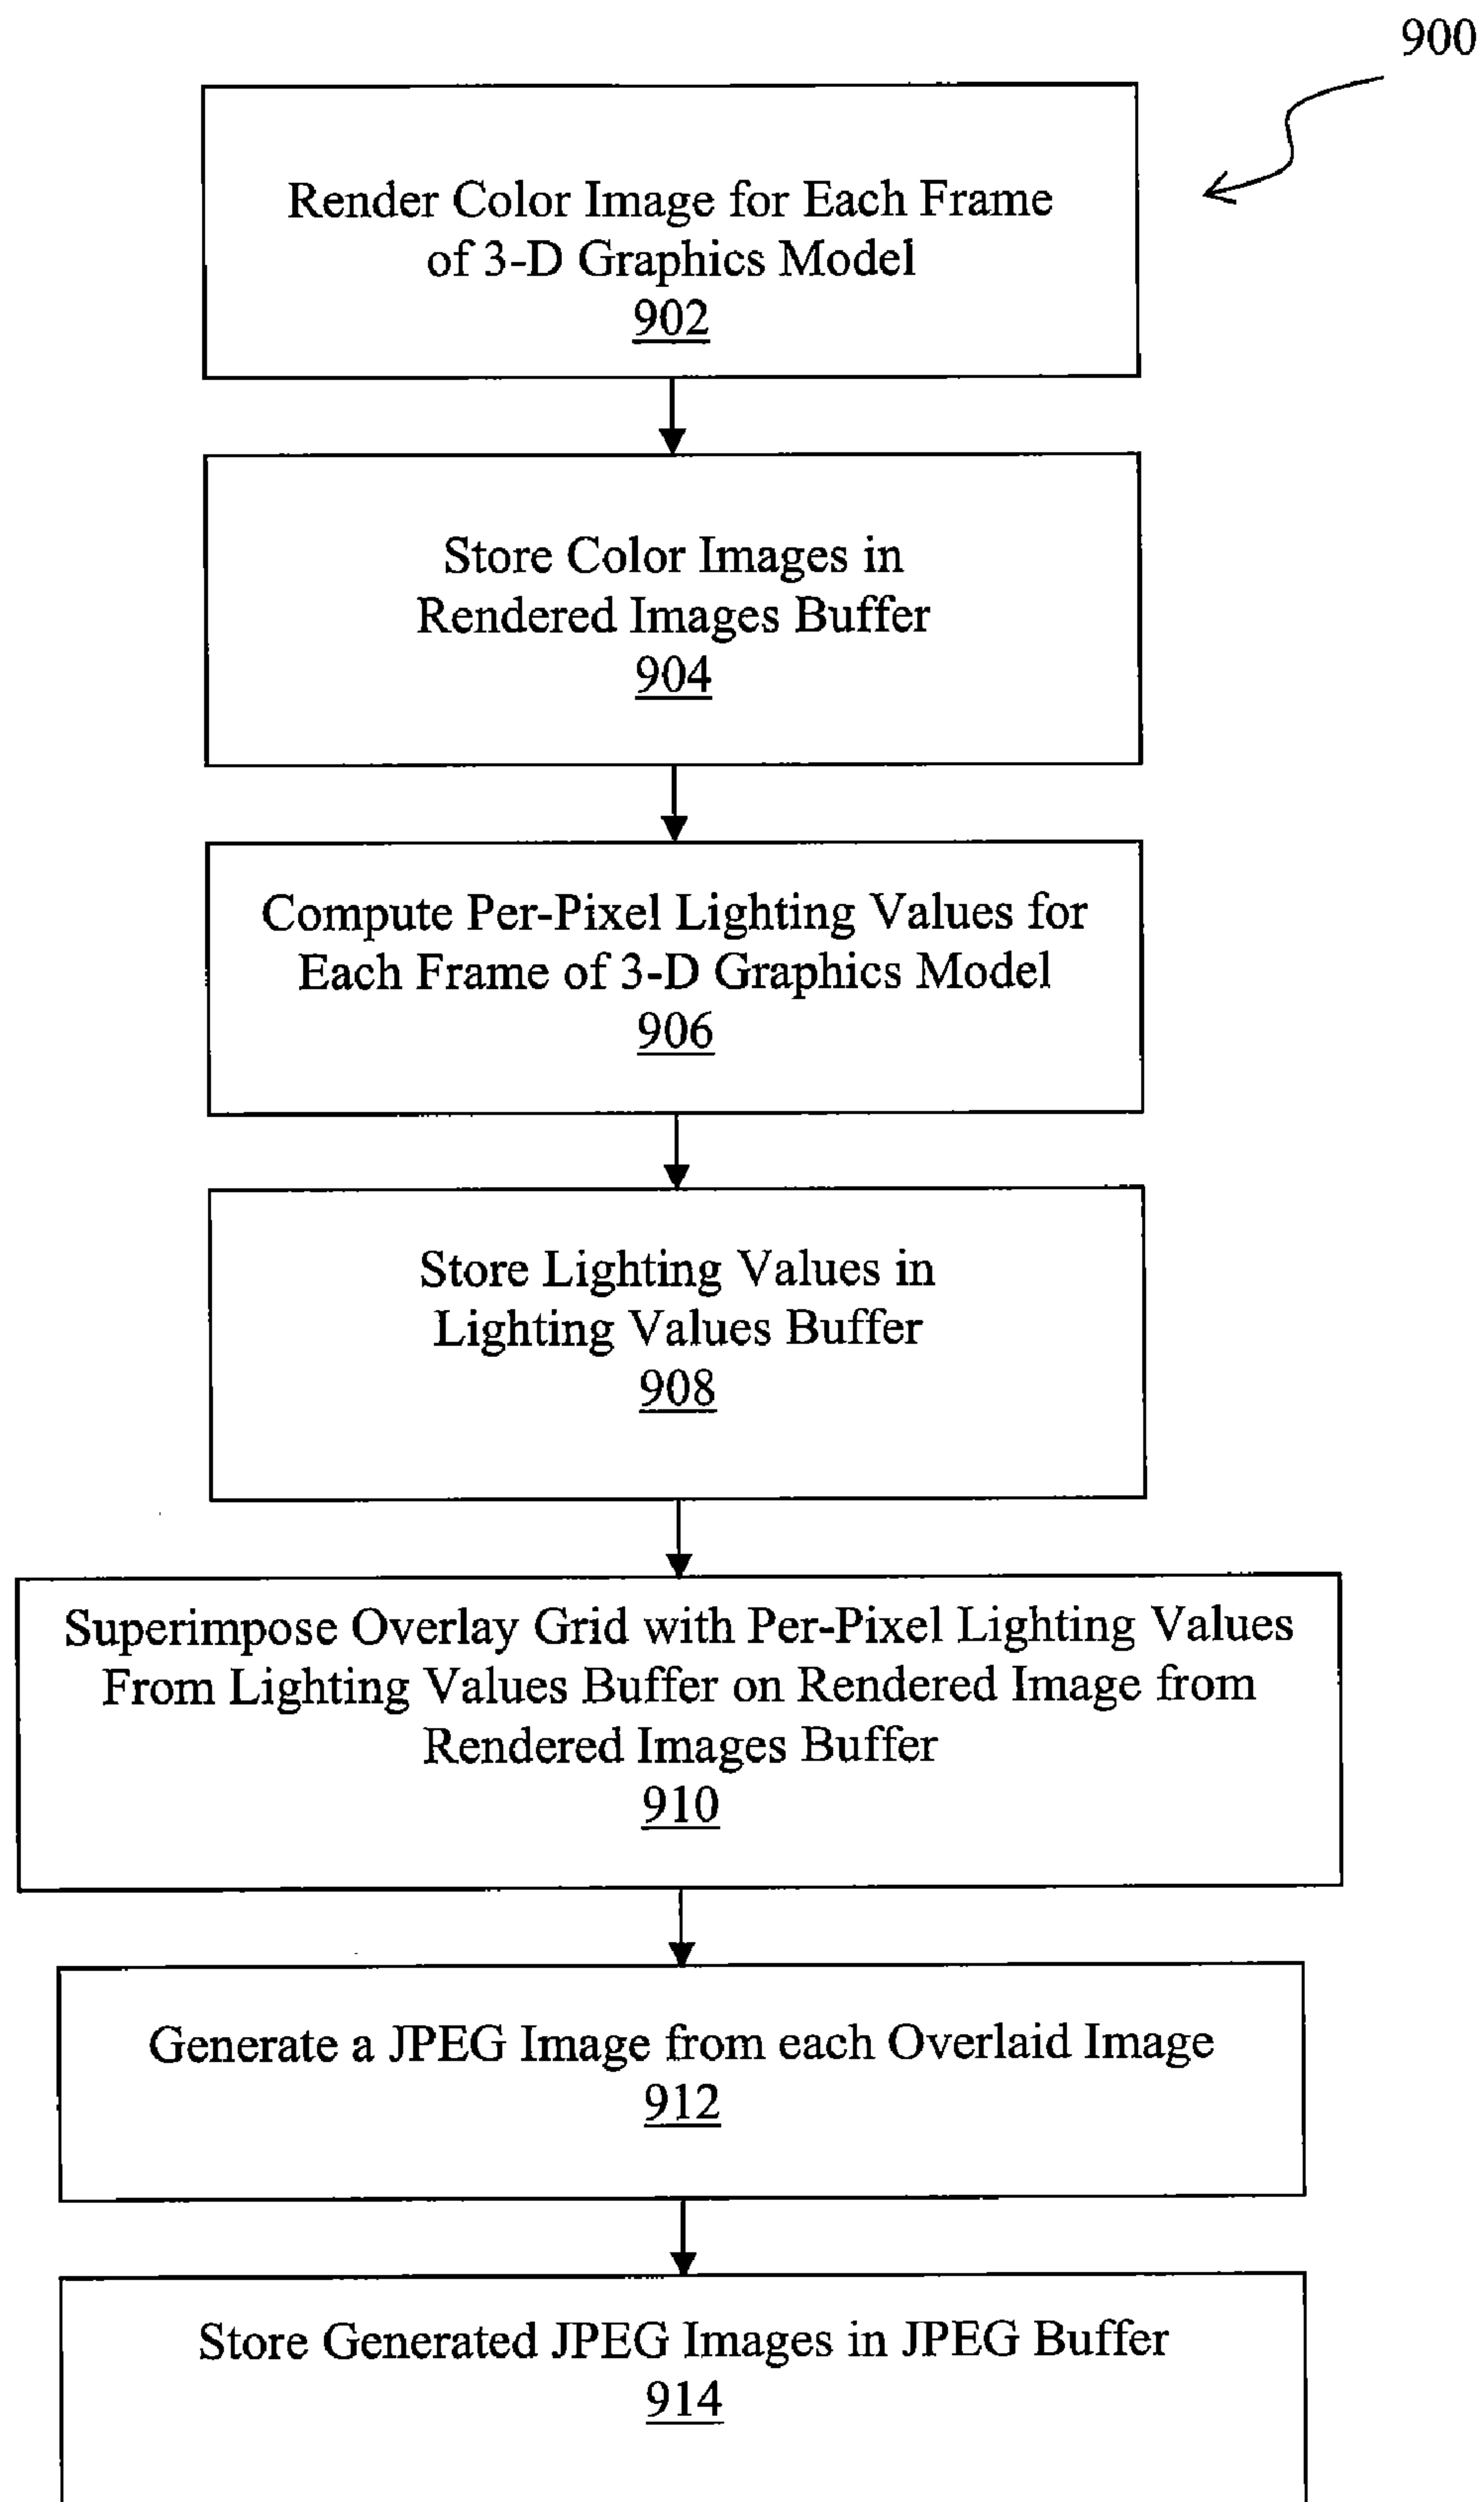 900
Render Color Image for Each Frame
of 3-D Graphics Model
902
Store Color Images in
Rendered Images Buffer
904
Compute Per-Pixel Lighting Values for
Each Frame of 3-D Graphics Model
906
Store Lighting Values in
Lighting Values Buffer
908
Superimpose Overlay Grid with Per-Pixel Lighting Values
From Lighting Values Buffer on Rendered Image from
Rendered Images Buffer
910
Generate a JPEG Image from each Overlaid Image
912
Store Generated JPEG Images in JPEG Buffer
914